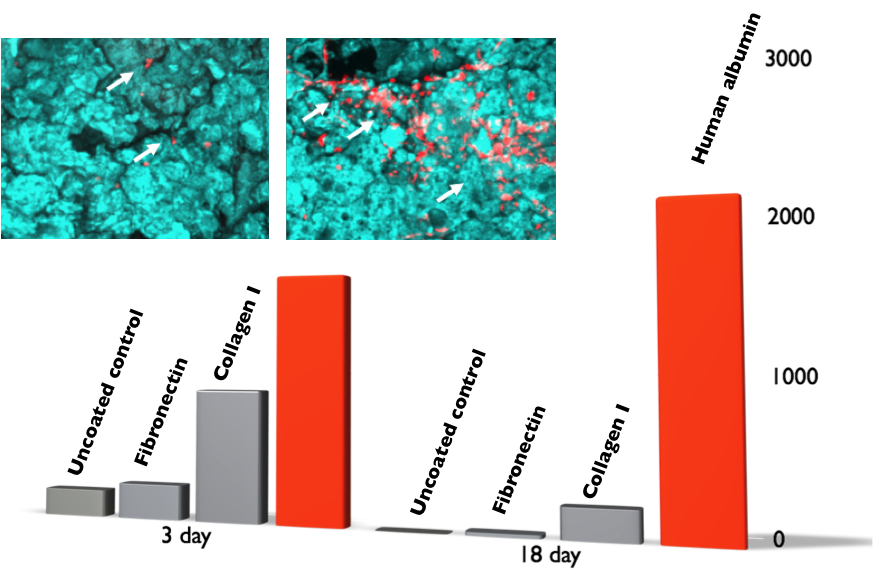 Human albumin
3000
2000
1000
0
Uncoated control
Fibronectin
Collagen I
3 day
Uncoated control
Fibronectin
Collagen I
18 day